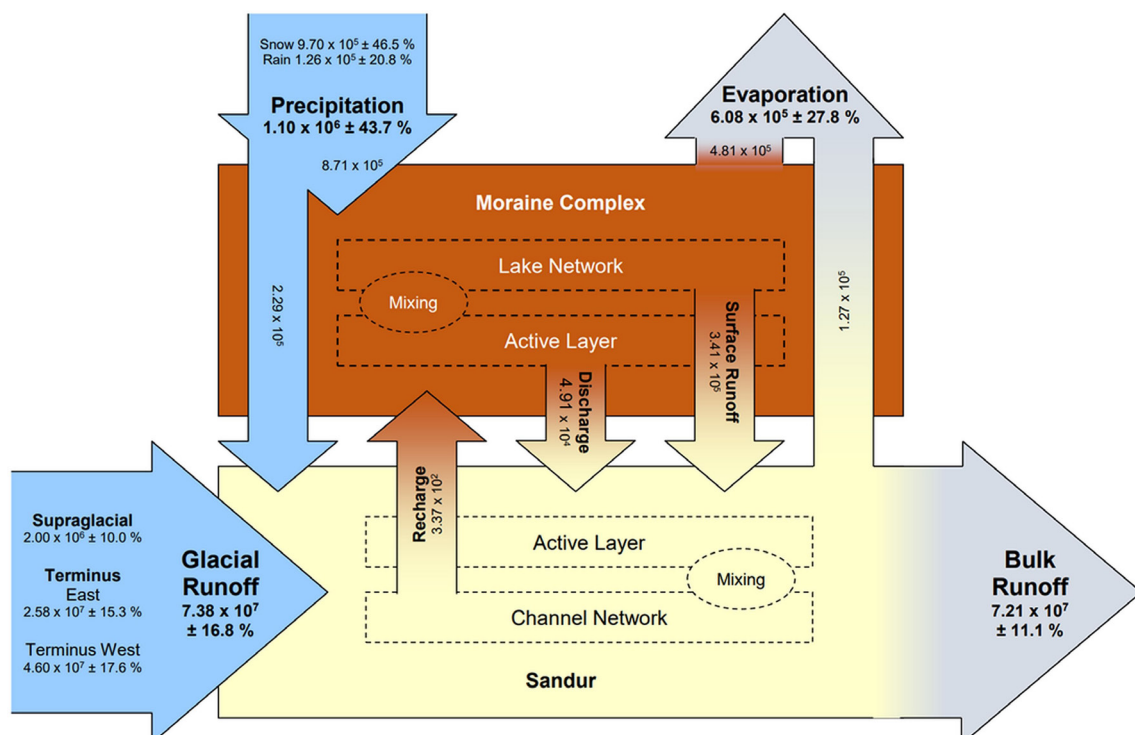 Snow 9.70 x 10⁵ ± 46.5 %
Rain 1.26 x 10⁵ ± 20.8 %
Precipitation
1.10 x 10⁶ ± 43.7 %
8.71 x 10⁵
2.29 x 10⁵
Evaporation
6.08 x 10⁵ ± 27.8 %
4.81 x 10⁵
1.27 x 10⁵
Moraine Complex
Lake Network
Mixing
Active Layer
Surface Runoff
3.41 x 10⁵
Discharge
4.91 x 10⁴
Recharge
3.37 x 10²
Supraglacial
2.00 x 10⁶ ± 10.0 %
Terminus
East
2.58 x 10⁷ ± 15.3 %
Terminus West
4.60 x 10⁷ ± 17.6 %
Glacial
Runoff
7.38 x 10⁷
± 16.8 %
Active Layer
Mixing
Channel Network
Sandur
Bulk
Runoff
7.21 x 10⁷
± 11.1 %